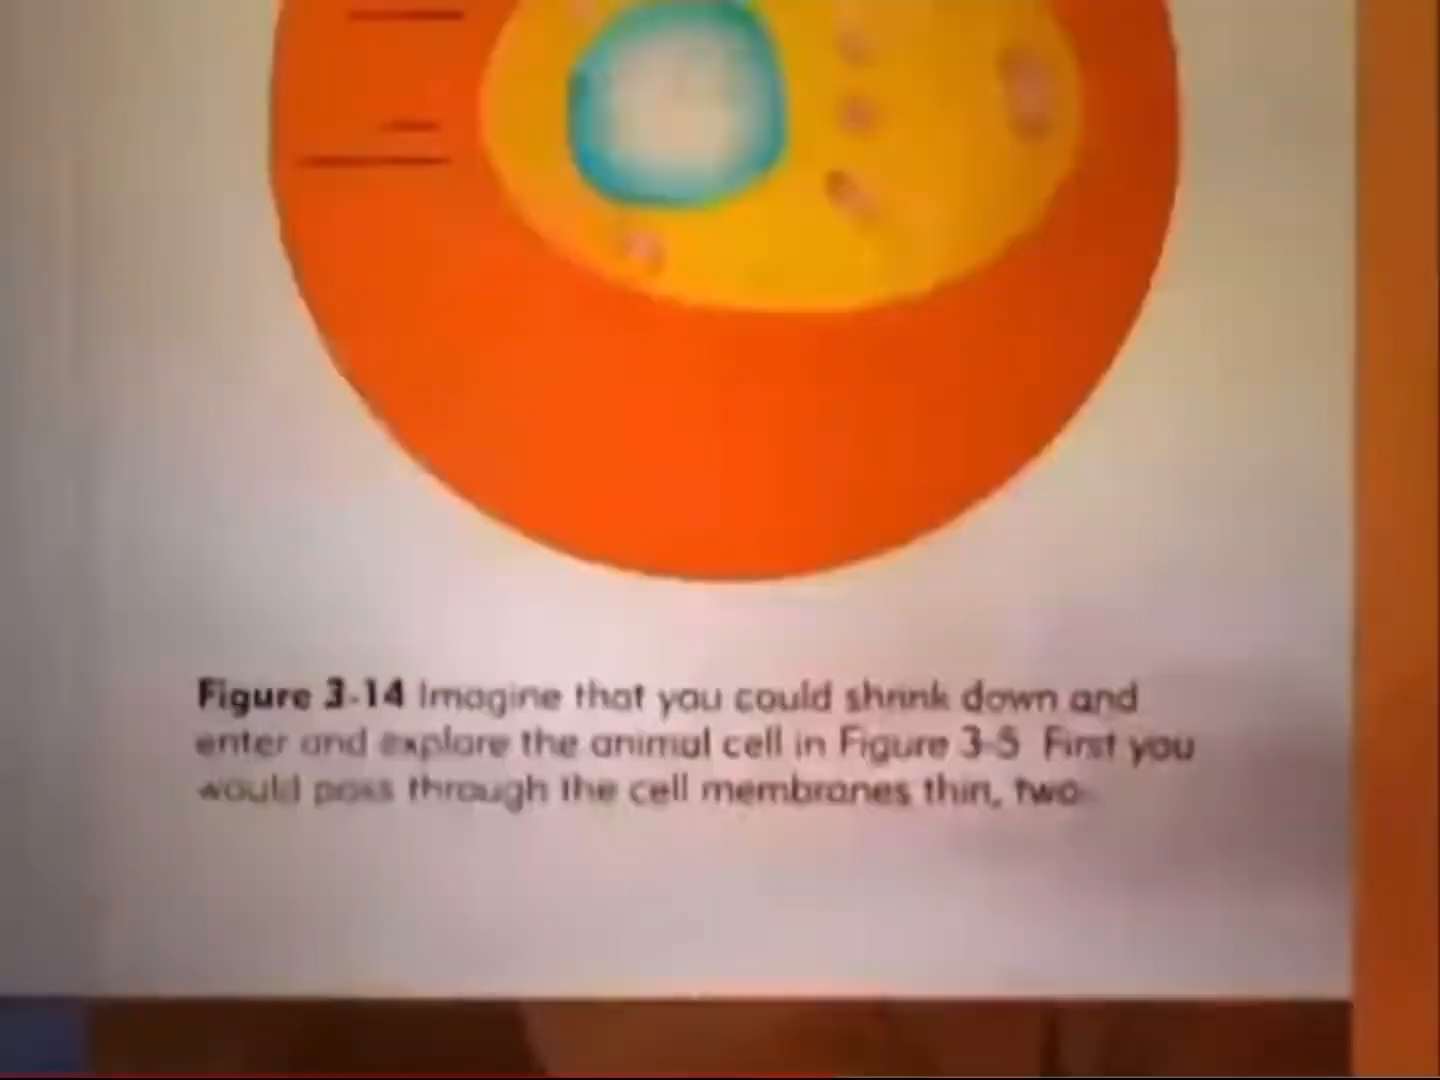 Figure 3-14 Imagine that you could shrink down and
enter and explore the animal cell in Figure 3-5 First you
would pass through the cell membranes thin, two-